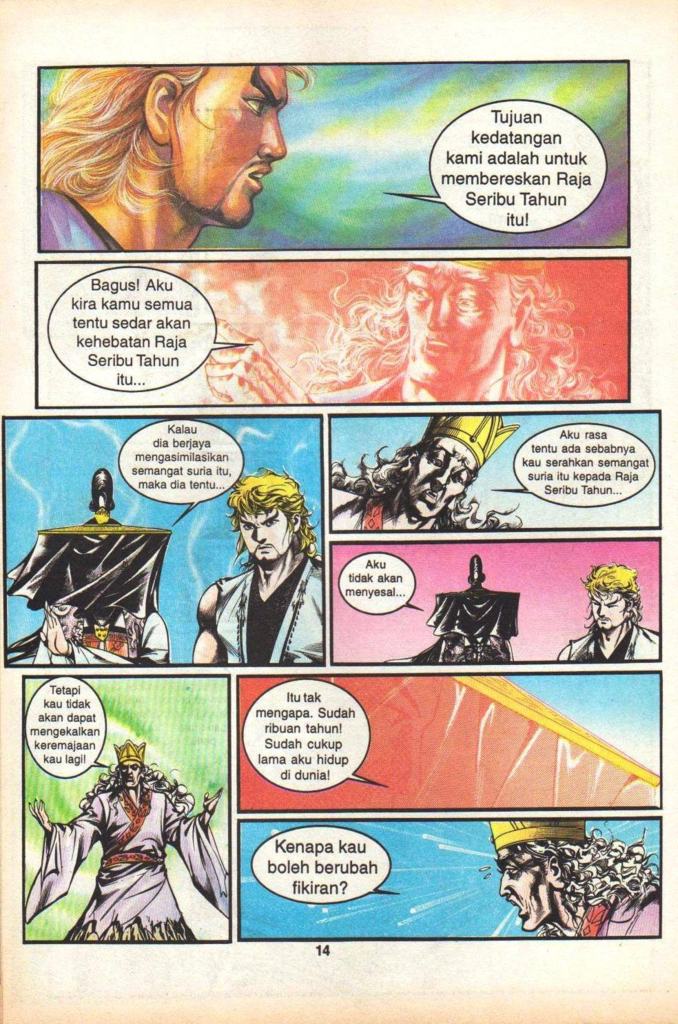 Tujuan
kedatangan
kami adalah untuk
membereskan Raja
Seribu Tahun
itu!
Bagus! Aku
kira kamu semua
tentu sedar akan
kehebatan Raja
Seribu Tahun
itu...
Kalau
dia berjaya
mengasimilasikan
semangat suria itu,
maka dia tentu...
Aku rasa
tentu ada sebabnya
kau serahkan semangat
suria itu kepada Raja
Seribu Tahun...
Aku
tidak akan
menyesal...
Tetapi
kau tidak
akan dapat
mengekalkan
keremajaan
kau lagi!
Itu tak
mengapa. Sudah
ribuan tahun!
Sudah cukup
lama aku hidup
di dunia!
Kenapa kau
boleh berubah
fikiran?
14